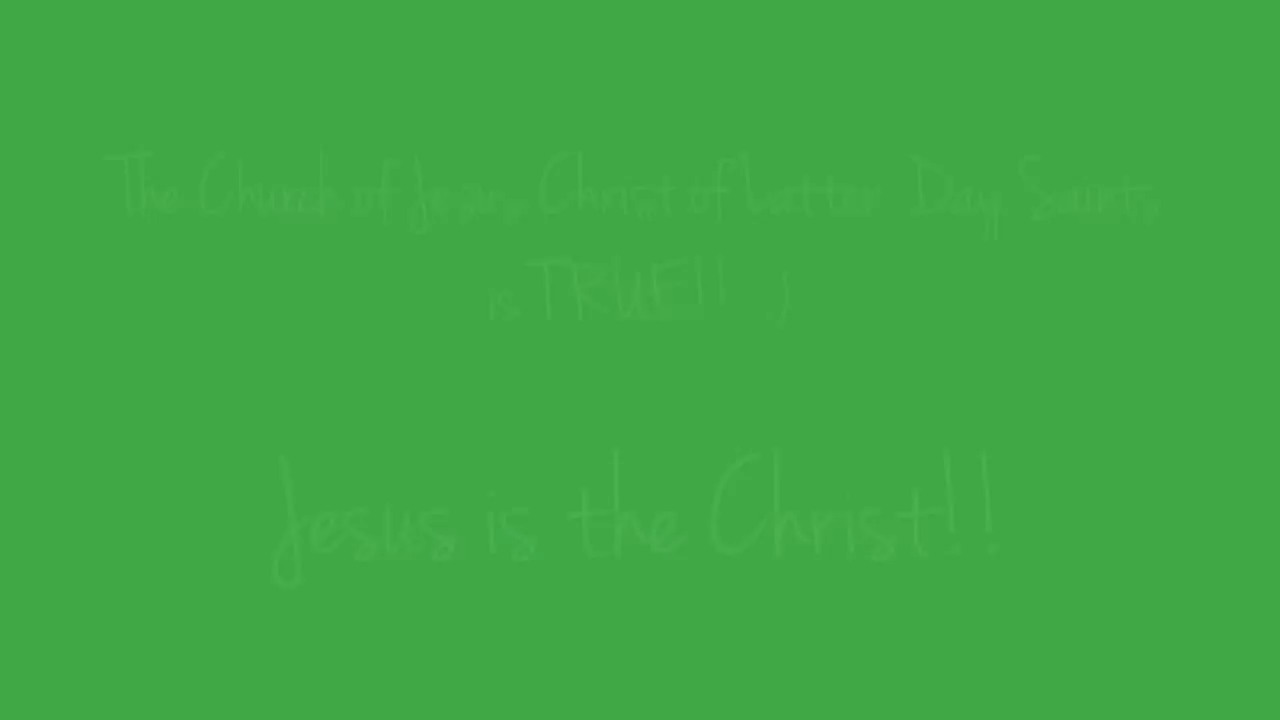 The Church of Jesus Christ of Latter Day Saints
is TRUE!! :)
Jesus is the Christ!!